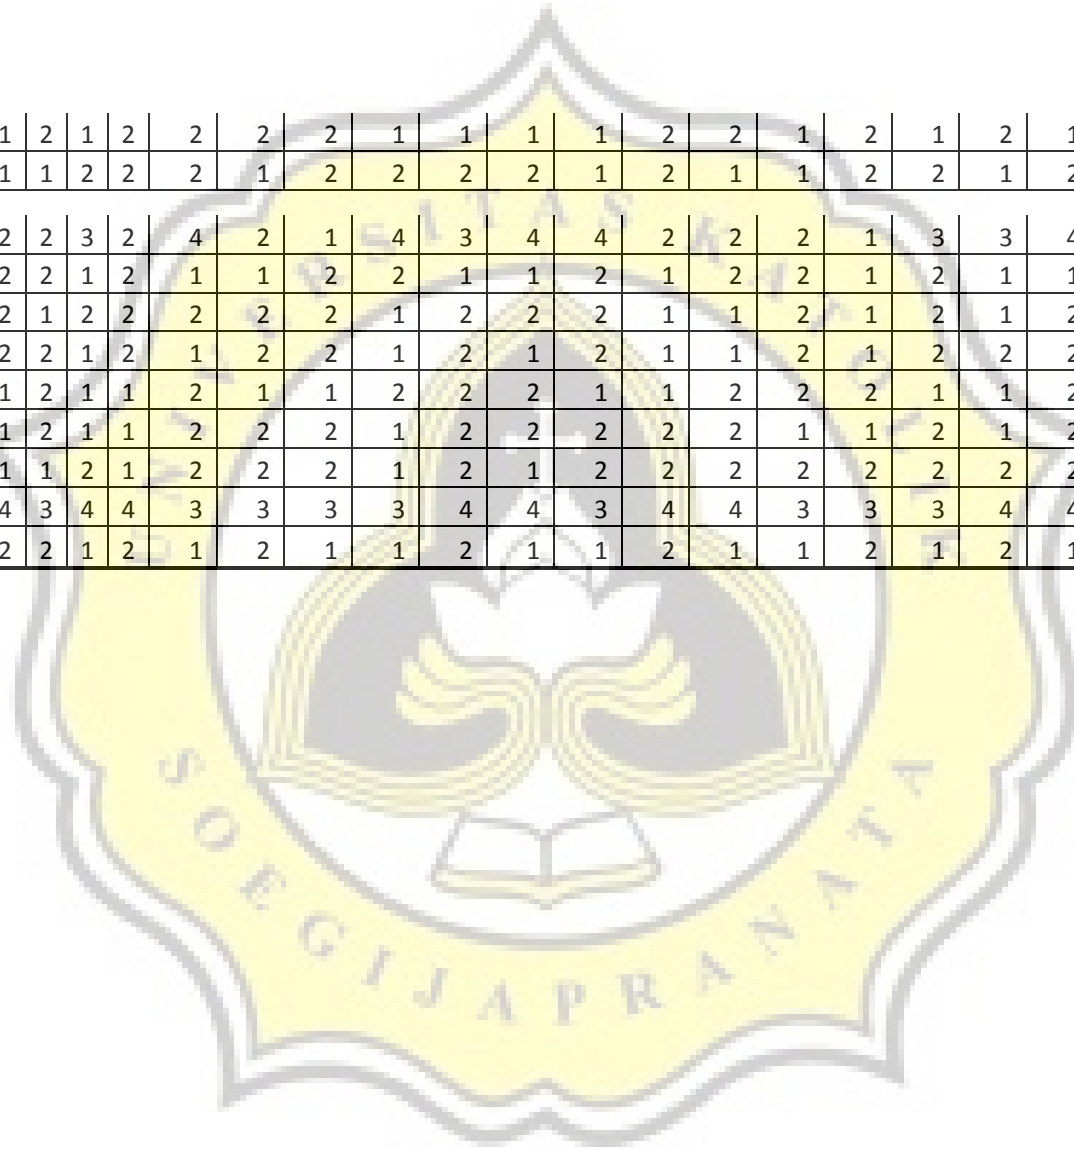 1 2 1 2 2 2 2 1 1 1 1 2 2 1 2 1 2 1
1 1 2 2 2 1 2 2 2 2 1 2 1 1 2 2 1 2
2 2 3 2 4 2 1 4 3 4 4 2 2 2 1 3 3 4
2 2 1 2 1 1 2 2 1 1 2 1 2 2 1 2 1 1
2 1 2 2 2 2 2 1 2 2 2 1 1 2 1 2 1 2
2 2 1 2 1 2 2 1 2 1 2 1 1 2 1 2 2 2
1 2 1 1 2 1 1 2 2 2 1 1 2 2 2 1 1 2
1 2 1 1 2 2 2 1 2 2 2 2 2 1 1 2 1 2
1 1 2 1 2 2 2 1 2 1 2 2 2 2 2 2 2 2
4 3 4 4 3 3 3 3 4 4 3 4 4 3 3 3 4 4
2 2 1 2 1 2 1 1 2 1 1 2 1 1 2 1 2 1
UNIVERSITAS KATOLIK
SOEGIJAPRANATA